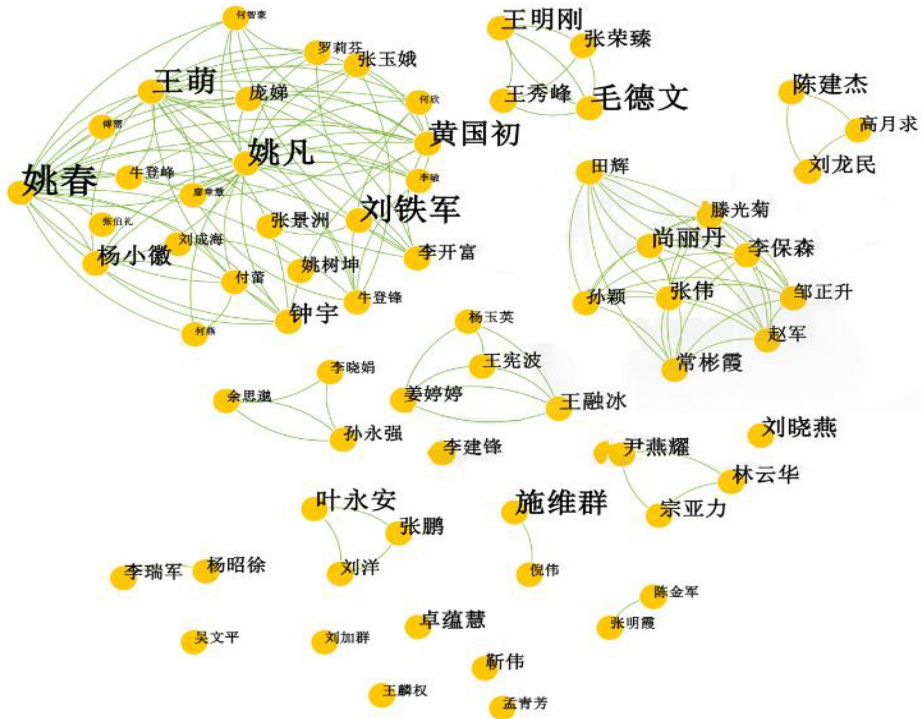 何智豪
罗莉芬
张玉娥
王萌
庞娣
何欣
黄国初
傅蕾
姚凡
牛登峰
李敏
姚春
廖章敏
张伯礼
张景洲
刘铁军
刘成海
杨小徽
李开富
姚树坤
付蕾
牛登锋
钟宇
何燕
王明刚
张荣臻
王秀峰
毛德文
陈建杰
高月求
刘龙民
田辉
滕光菊
尚丽丹
李保森
张伟
孙颖
邹正升
赵军
常彬霞
杨玉英
王宪波
姜婷婷
王融冰
李晓娟
余思邈
孙永强
李建锋
刘晓燕
尹燕耀
林云华
宗亚力
叶永安
张鹏
刘洋
施维群
倪伟
李瑞军
杨昭徐
陈金军
张明霞
吴文平
刘加群
卓蕴慧
靳伟
王麟权
孟青芳